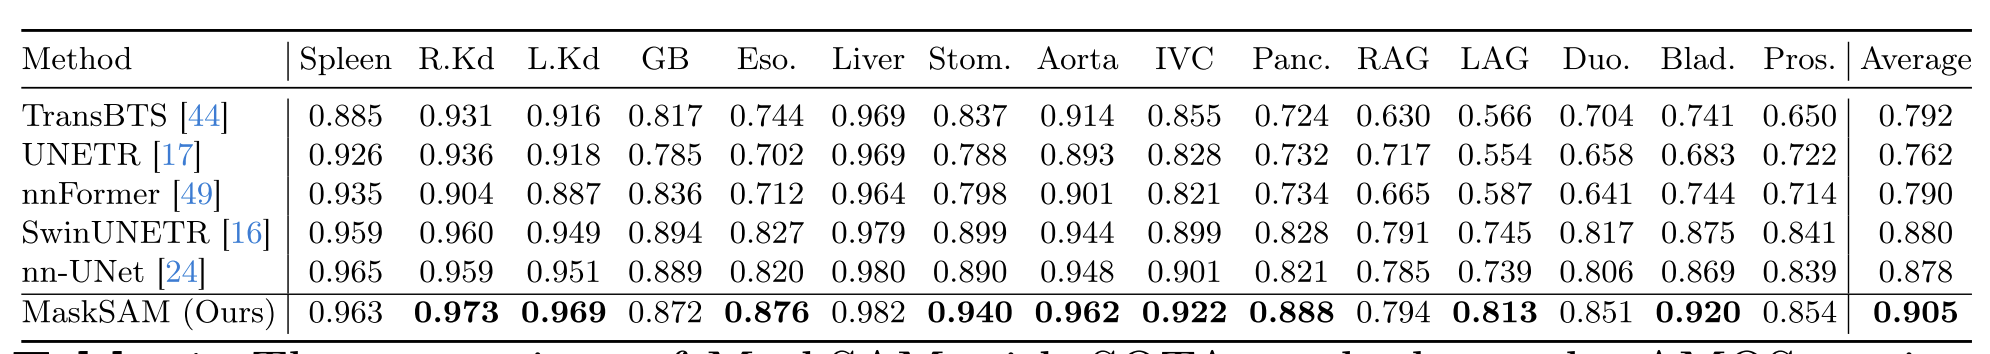 Method Spleen R.Kd L.Kd GB Eso. Liver Stom. Aorta IVC Panc. RAG LAG Duo. Blad. Pros. Average
TransBTS [44] 0.885 0.931 0.916 0.817 0.744 0.969 0.837 0.914 0.855 0.724 0.630 0.566 0.704 0.741 0.650 0.792
UNETR [17] 0.926 0.936 0.918 0.785 0.702 0.969 0.788 0.893 0.828 0.732 0.717 0.554 0.658 0.683 0.722 0.762
nnFormer [49] 0.935 0.904 0.887 0.836 0.712 0.964 0.798 0.901 0.821 0.734 0.665 0.587 0.641 0.744 0.714 0.790
SwinUNETR [16] 0.959 0.960 0.949 0.894 0.827 0.979 0.899 0.944 0.899 0.828 0.791 0.745 0.817 0.875 0.841 0.880
nn-UNet [24] 0.965 0.959 0.951 0.889 0.820 0.980 0.890 0.948 0.901 0.821 0.785 0.739 0.806 0.869 0.839 0.878
MaskSAM (Ours) 0.963 0.973 0.969 0.872 0.876 0.982 0.940 0.962 0.922 0.888 0.794 0.813 0.851 0.920 0.854 0.905